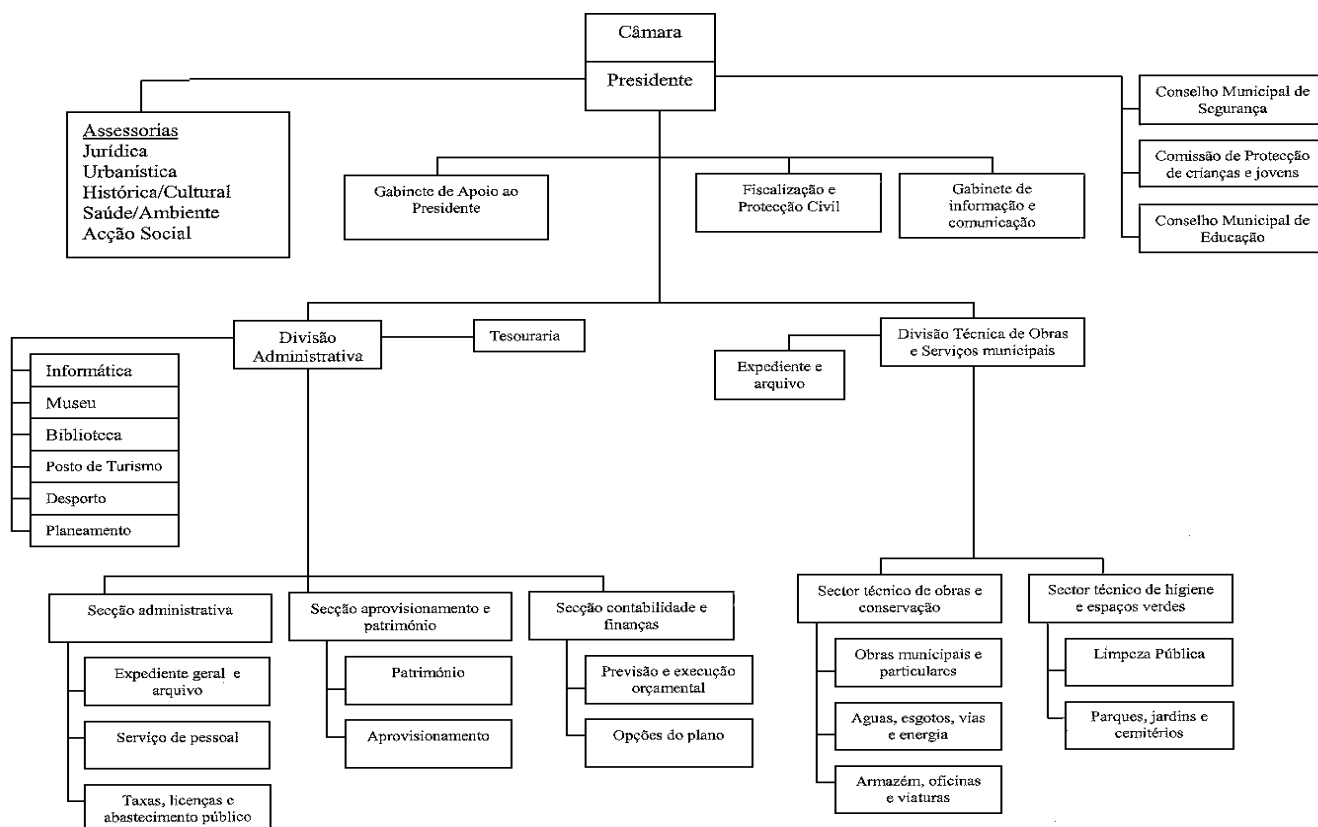 Câmara
Presidente
Assessorias
Jurídica
Urbanística
Histórica/Cultural
Saúde/Ambiente
Acção Social
Gabinete de Apoio ao
Presidente
Fiscalização e
Protecção Civil
Gabinete de
informação e
comunicação
Conselho Municipal de
Segurança
Comissão de Protecção
de crianças e jovens
Conselho Municipal de
Educação
Divisão
Administrativa
Tesouraria
Divisão Técnica de Obras
e Serviços municipais
Expediente e
arquivo
Informática
Museu
Biblioteca
Posto de Turismo
Desporto
Planeamento
Secção administrativa
Expediente geral e
arquivo
Serviço de pessoal
Taxas, licenças e
abastecimento público
Secção aprovisionamento e
património
Património
Aprovisionamento
Secção contabilidade e
finanças
Previsão e execução
orçamental
Opções do plano
Sector técnico de obras e
conservação
Obras municipais e
particulares
Aguas, esgotos, vias
e energia
Armazém, oficinas
e viaturas
Sector técnico de higiene
e espaços verdes
Limpeza Pública
Parques, jardins e
cemitérios